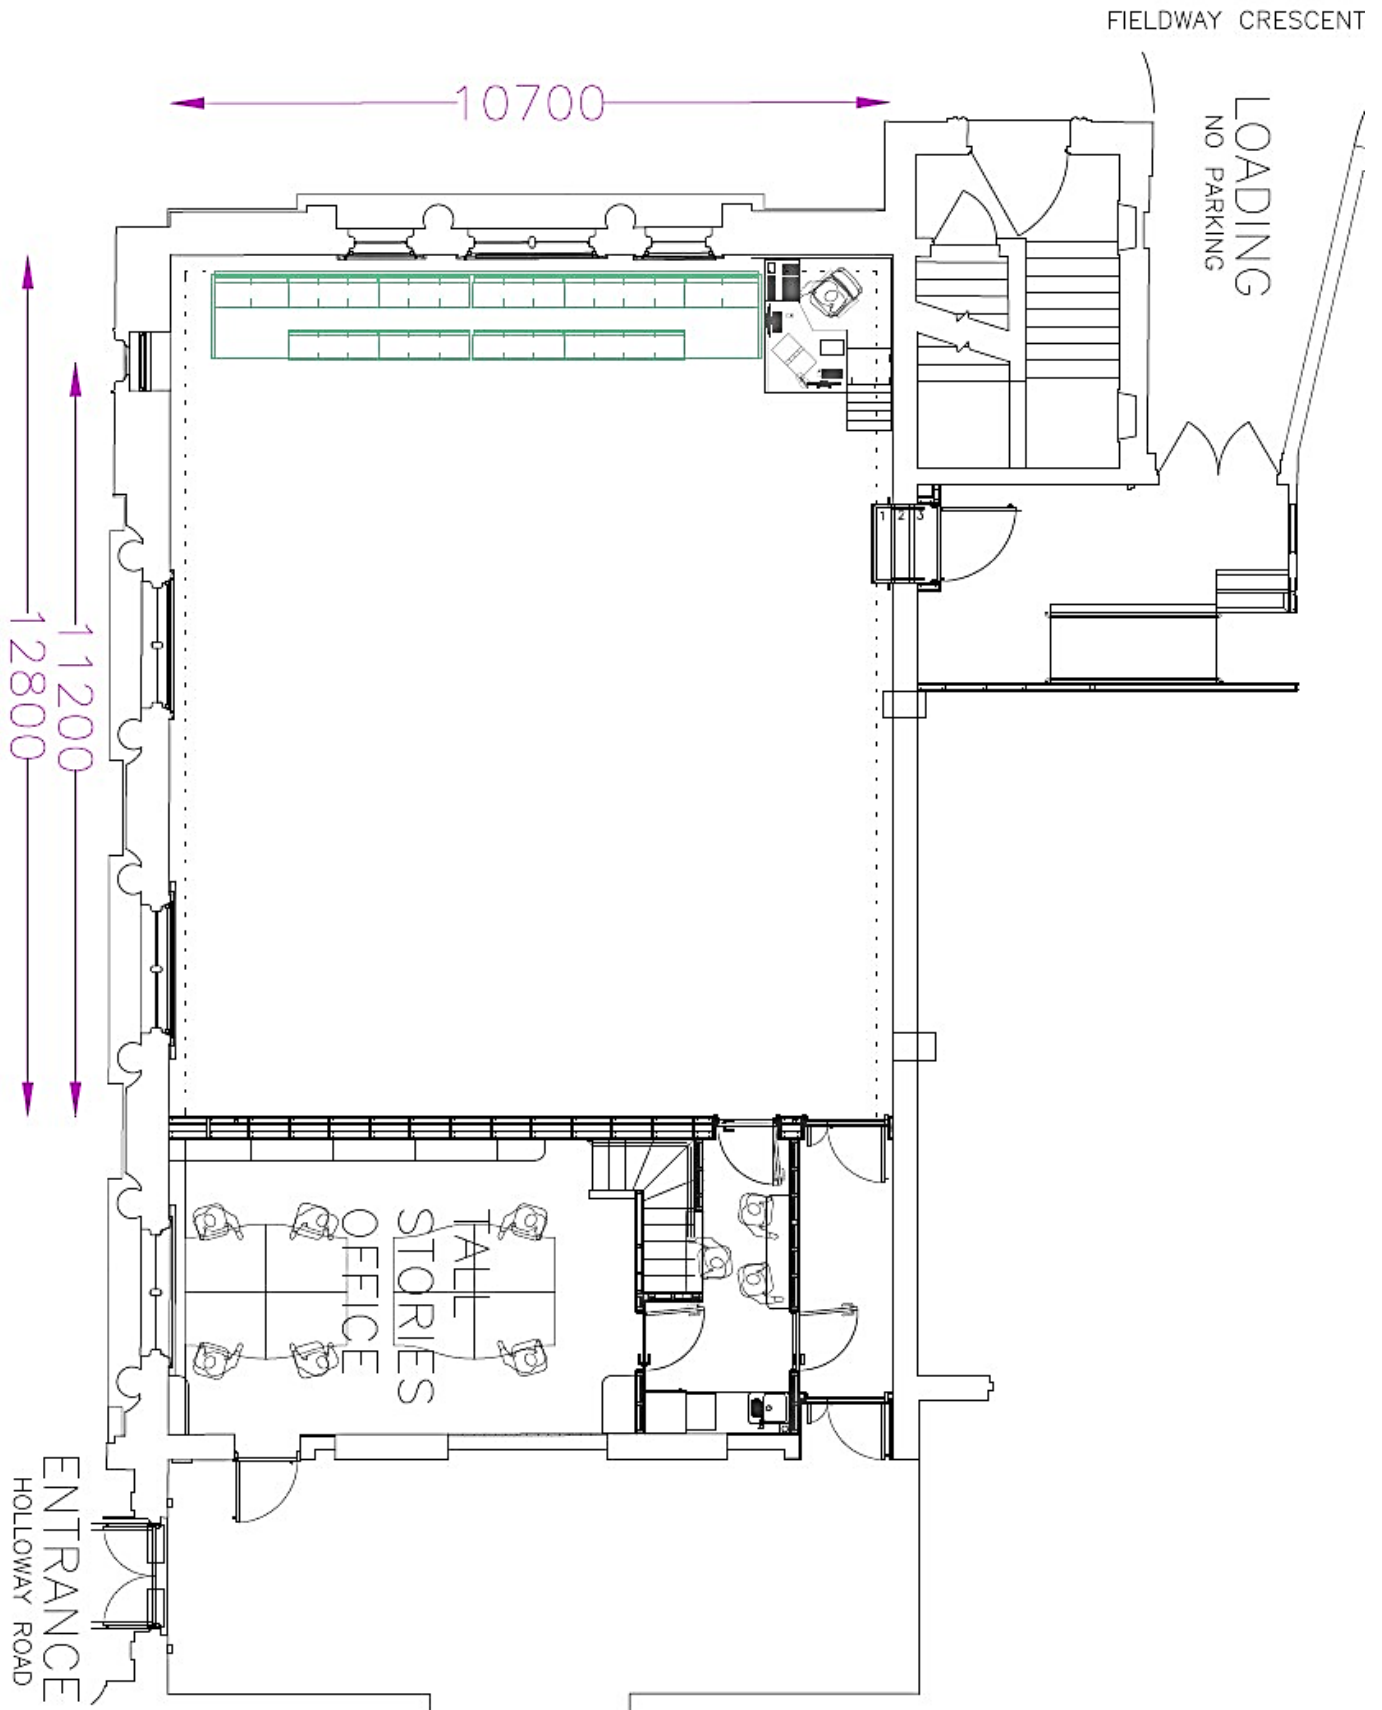 FIELDWAY CRESCENT
10700
LOADING
NO PARKING
1 2 3
11200
12800
TALL
STORIES
OFFICE
ENTRANCE
HOLLOWAY ROAD